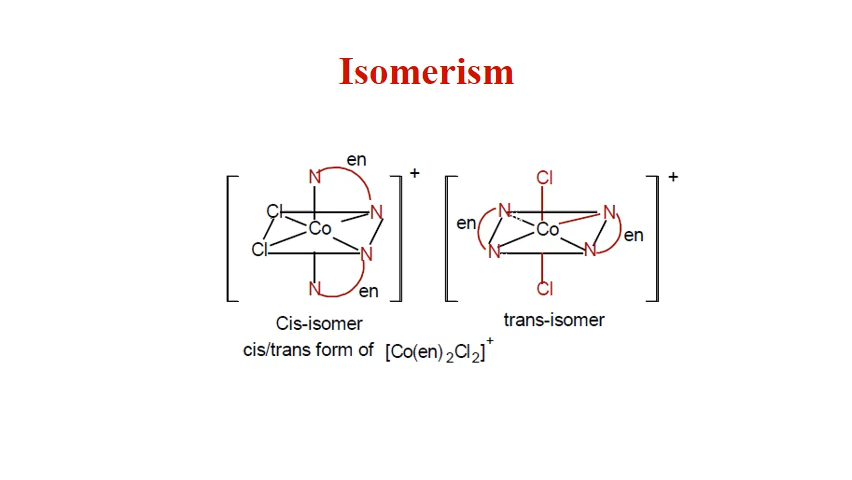 Isomerism
en
N
+
Cl
N
Co
Cl
N
N
en
Cl
+
N
N
en
Co
en
N
N
Cl
Cis-isomer
trans-isomer
cis/trans form of [Co(en)2Cl2]+